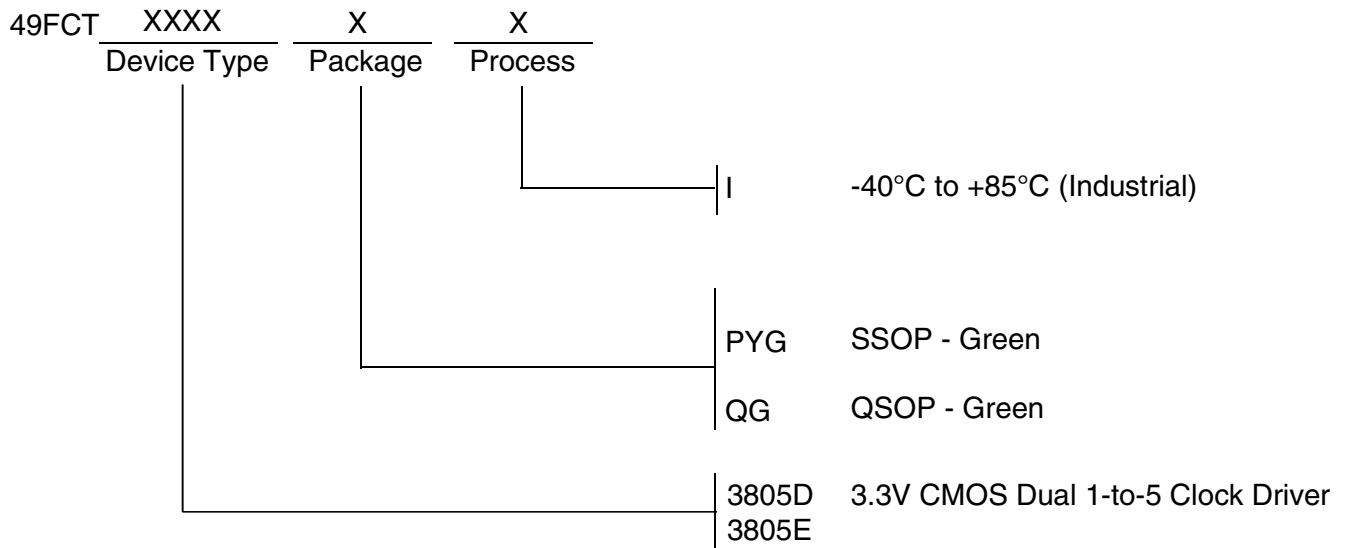 49FCT XXXX X X
Device Type Package Process
I -40°C to +85°C (Industrial)
PYG SSOP - Green
QG QSOP - Green
3805D 3.3V CMOS Dual 1-to-5 Clock Driver
3805E